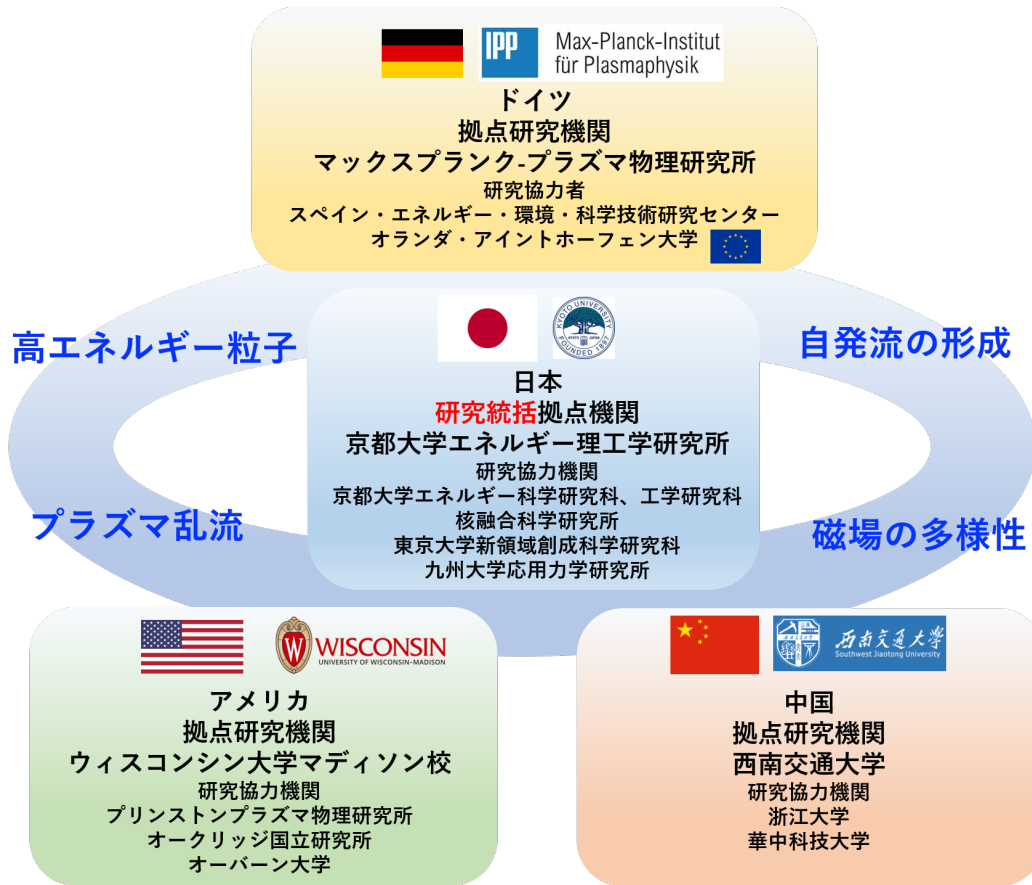 IPP
Max-Planck-Institut
für Plasmaphysik
ドイツ
拠点研究機関
マックスプランク-プラズマ物理研究所
研究協力者
スペイン・エネルギー・環境・科学技術研究センター
オランダ・アイントホーフェン大学
高エネルギー粒子
自発流の形成
KYOTO UNIVERSITY
KYOTO JAPAN
FOUNDED 1897
日本
研究統括拠点機関
京都大学エネルギー理工学研究所
研究協力機関
京都大学エネルギー科学研究科、工学研究科
核融合科学研究所
東京大学新領域創成科学研究科
九州大学応用力学研究所
プラズマ乱流
磁場の多様性
W
WISCONSIN
UNIVERSITY OF WISCONSIN-MADISON
アメリカ
拠点研究機関
ウィスコンシン大学マディソン校
研究協力機関
プリンストンプラズマ物理研究所
オークリッジ国立研究所
オーバーン大学
西南交通大學
Southwest Jiaotong University
中国
拠点研究機関
西南交通大学
研究協力機関
浙江大学
華中科技大学